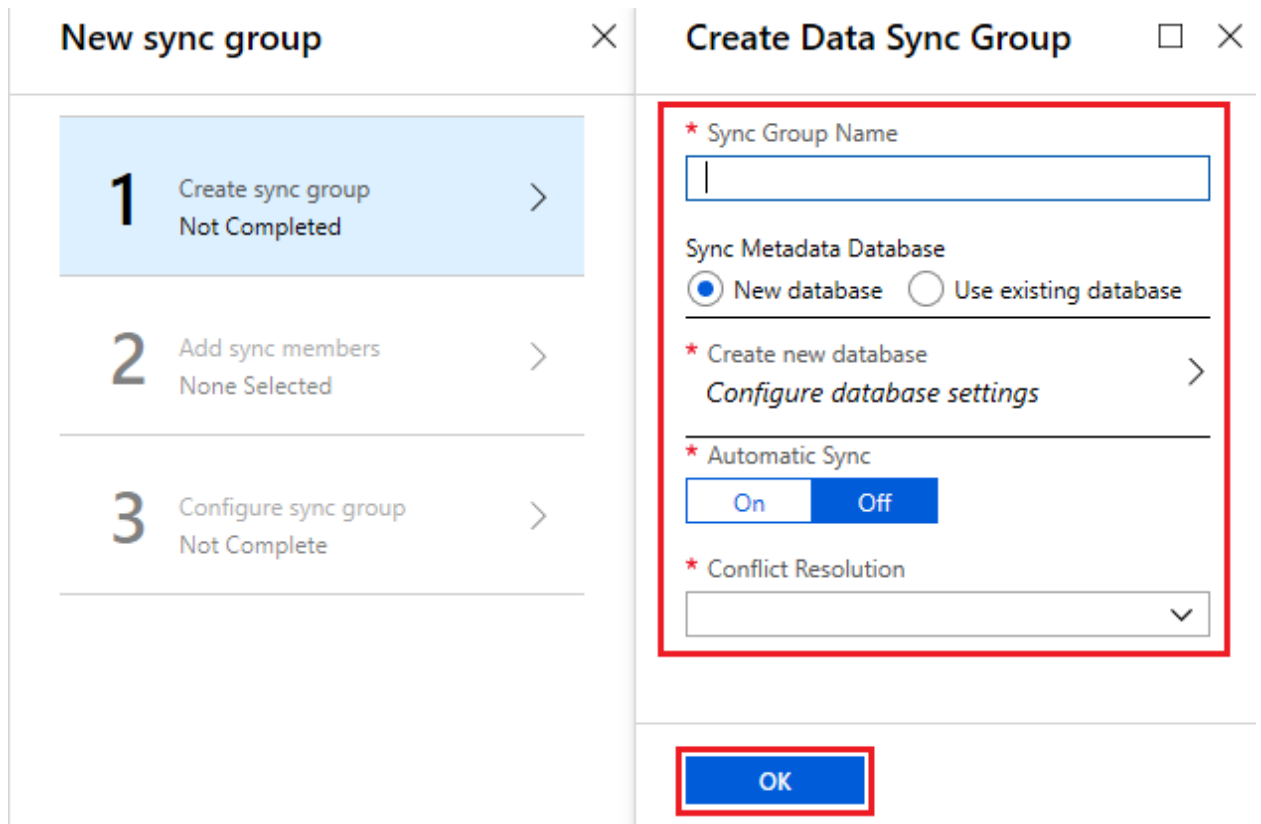 New sync group
1
Create sync group
Not Completed
2
Add sync members
None Selected
3
Configure sync group
Not Complete
Create Data Sync Group
* Sync Group Name
Sync Metadata Database
New database Use existing database
* Create new database
Configure database settings
* Automatic Sync
On Off
* Conflict Resolution
OK